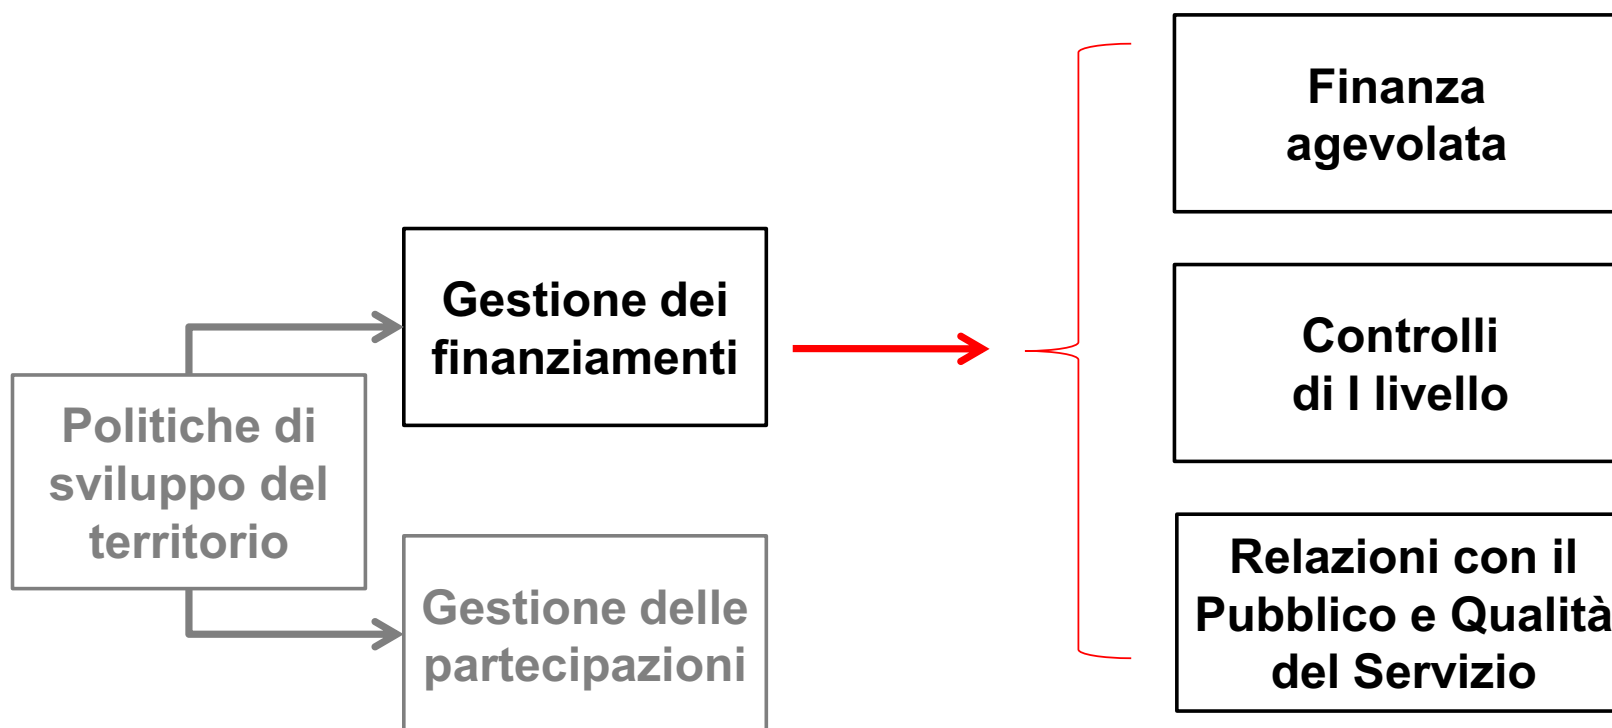 Politiche di
sviluppo del
territorio
Gestione dei
finanziamenti
Gestione delle
partecipazioni
Finanza
agevolata
Controlli
di I livello
Relazioni con il
Pubblico e Qualità
del Servizio